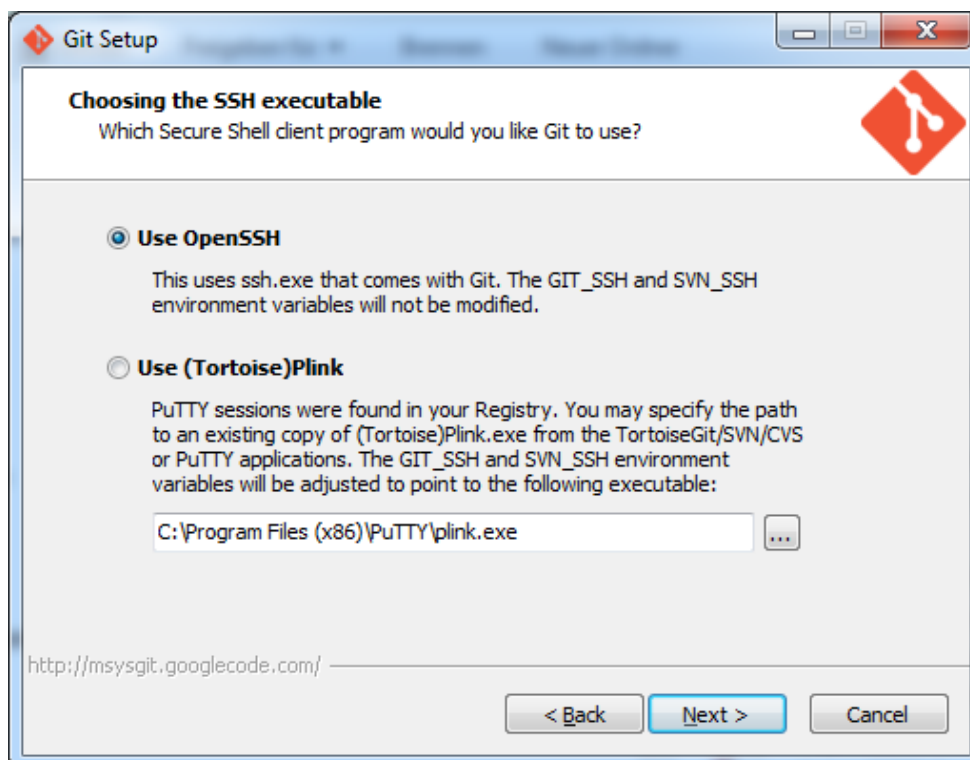 Git Setup
Choosing the SSH executable
Which Secure Shell client program would you like Git to use?
Use OpenSSH
This uses ssh.exe that comes with Git. The GIT_SSH and SVN_SSH
environment variables will not be modified.
Use (Tortoise)Plink
PuTTY sessions were found in your Registry. You may specify the path
to an existing copy of (Tortoise)Plink.exe from the TortoiseGit/SVN/CVS
or PuTTY applications. The GIT_SSH and SVN_SSH environment
variables will be adjusted to point to the following executable:
C:\Program Files (x86)\PuTTY\plink.exe
...
http://msysgit.googlecode.com/
< Back
Next >
Cancel